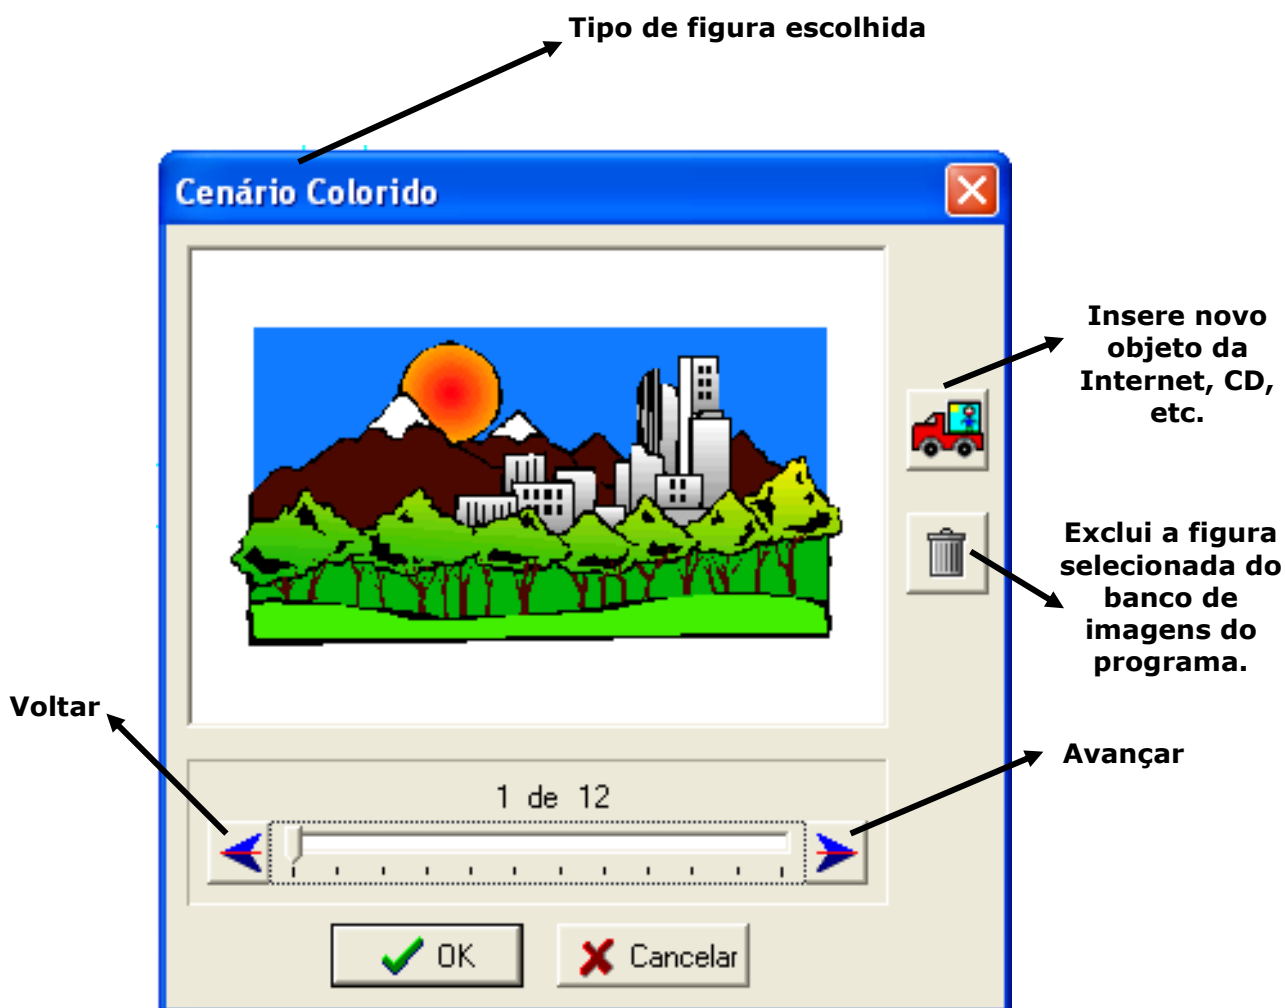 Tipo de figura escolhida
Cenário Colorido
Insere novo
objeto da
Internet, CD,
etc.
Exclui a figura
selecionada do
banco de
imagens do
programa.
Voltar
Avançar
1 de 12
OK
Cancelar